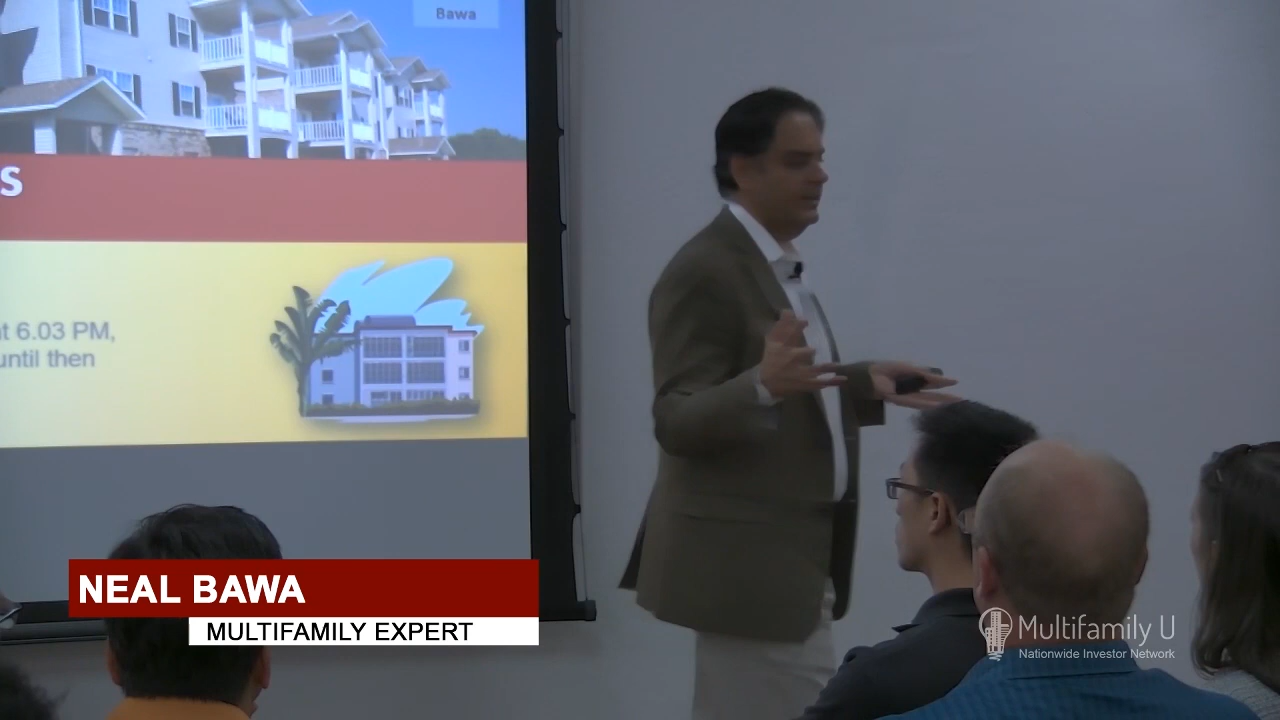 Bawa
S
t 6.03 PM,
until then
NEAL BAWA
MULTIFAMILY EXPERT
Multifamily U
Nationwide Investor Network